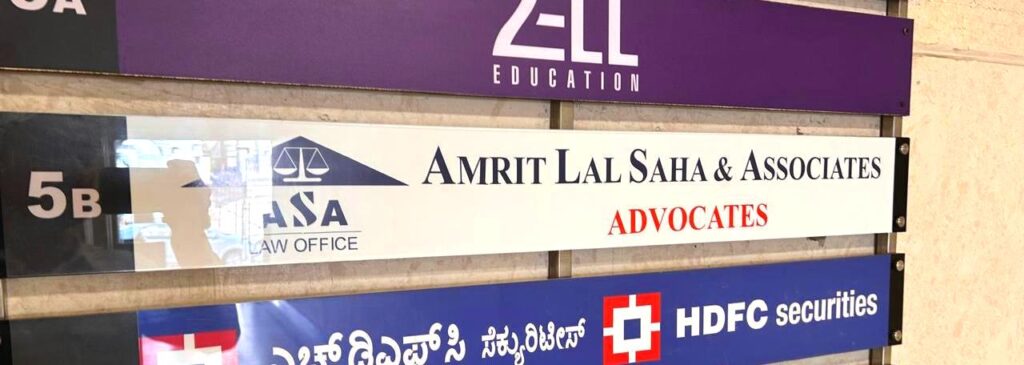 ZELL
EDUCATION
5B
ASA
LAW OFFICE
AMRIT LAL SAHA & ASSOCIATES
ADVOCATES
ಎಚ್‌ಡಿಎಫ್‌ಸಿ ಸೆಕ್ಯುರಿಟೀಸ್
HDFC securities